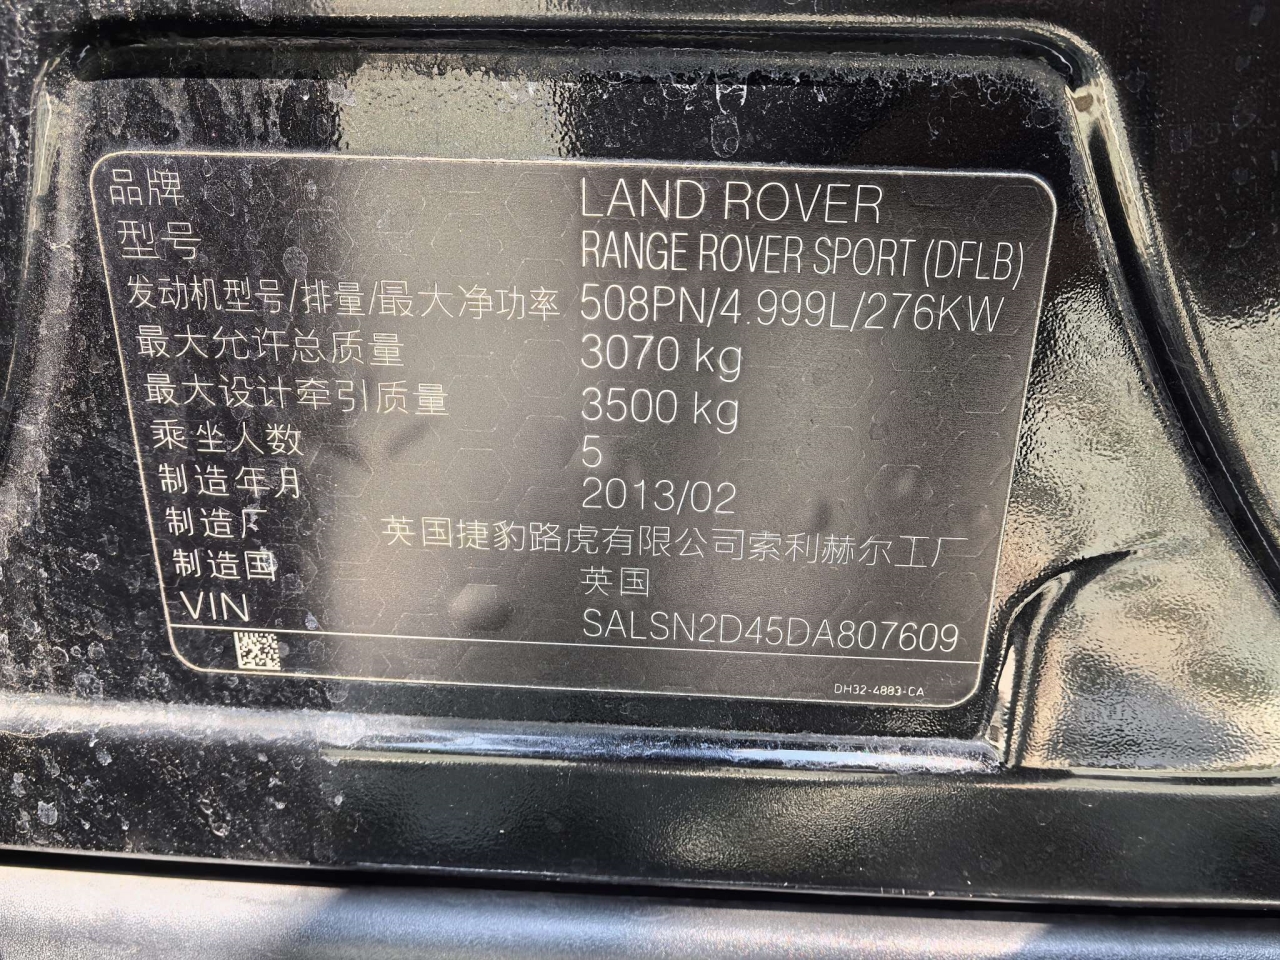 品牌 LAND ROVER
型号 RANGE ROVER SPORT (DFLB)
发动机型号/排量/最大净功率 508PN/4.999L/276KW
最大允许总质量 3070 kg
最大设计牵引质量 3500 kg
乘坐人数 5
制造年月 2013/02
制造厂 英国捷豹路虎有限公司索利赫尔工厂
制造国 英国
VIN SALSN2D45DA807609
DH32-4883-CA